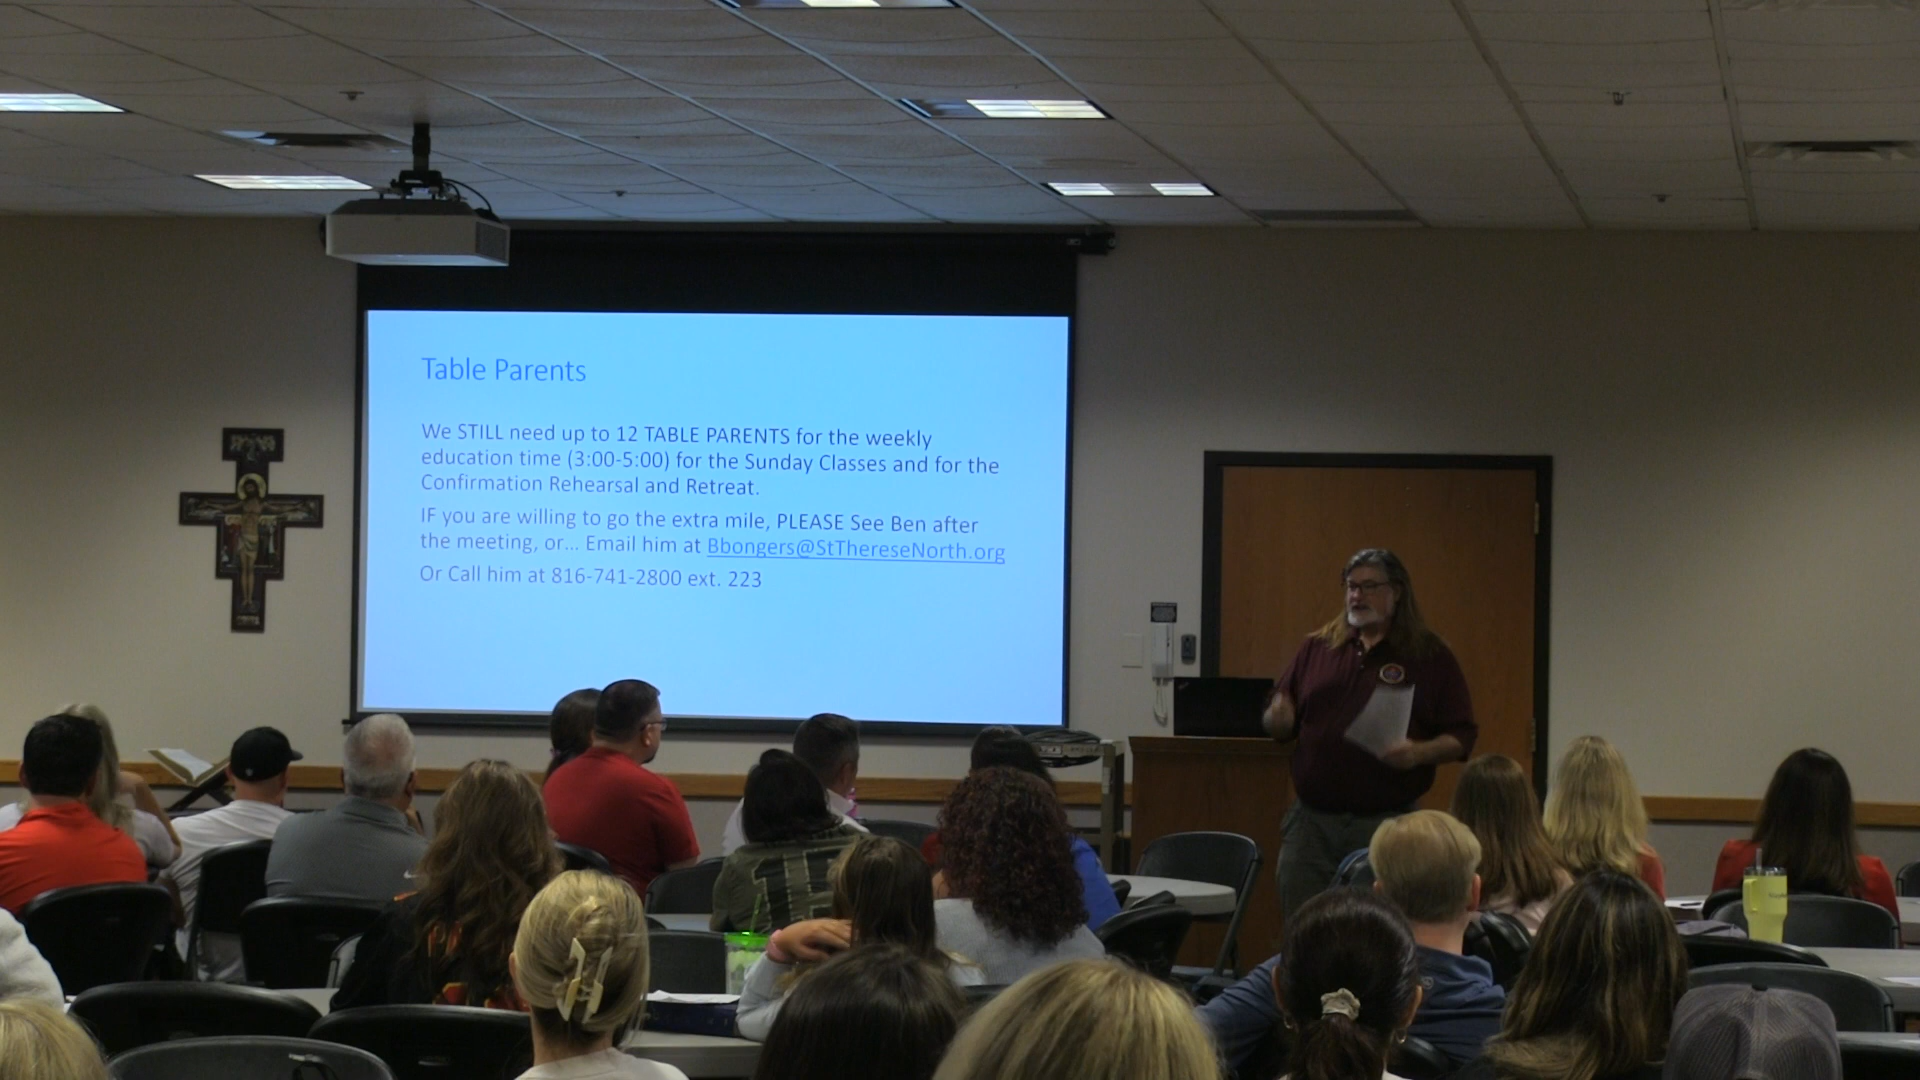 Table Parents
We STILL need up to 12 TABLE PARENTS for the weekly
education time (3:00-5:00) for the Sunday Classes and for the
Confirmation Rehearsal and Retreat.
IF you are willing to go the extra mile, PLEASE See Ben after
the meeting, or... Email him at Bbongers@StThereseNorth.org
Or Call him at 816-741-2800 ext. 223